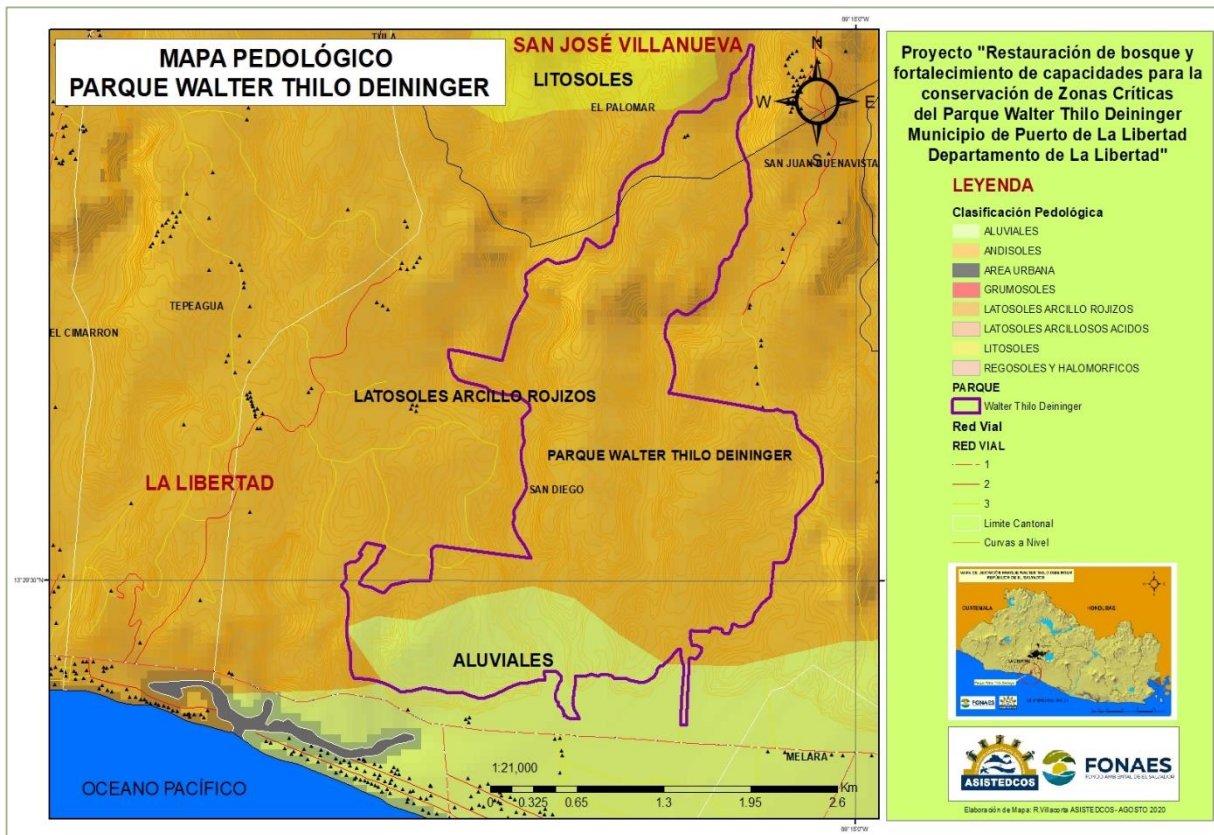 MAPA PEDOLÓGICO
PARQUE WALTER THILO DEININGER
SAN JOSÉ VILLANUEVA
LITOSOLES
EL PALOMAR
N
W
E
S
SAN JUAN BUENAVISTA
TEPEAGUA
EL CIMARRON
LATOSOLES ARCILLO ROJIZOS
PARQUE WALTER THILO DEININGER
LA LIBERTAD
SAN DIEGO
ALUVIALES
MELARA
OCEANO PACÍFICO
1:21,000
Km
0 0.325 0.65 1.3 1.95 2.6
Proyecto "Restauración de bosque y
fortalecimiento de capacidades para la
conservación de Zonas Críticas
del Parque Walter Thilo Deininger
Municipio de Puerto de La Libertad
Departamento de La Libertad"
LEYENDA
Clasificación Pedológica
ALUVIALES
ANDISOLES
AREA URBANA
GRUMOSOLES
LATOSOLES ARCILLO ROJIZOS
LATOSOLES ARCILLOSOS ACIDOS
LITOSOLES
REGOSOLES Y HALOMORFICOS
PARQUE
Walter Thilo Deininger
Red Vial
RED VIAL
1
2
3
Limite Cantonal
Curvas a Nivel
GUATEMALA
HONDURAS
FONAES
ASISTEDCOS
FONAES
FONDO AMBIENTAL DE EL SALVADOR
Elaboración de Mapa: R.Villacorta ASISTEDCOS - AGOSTO 2020